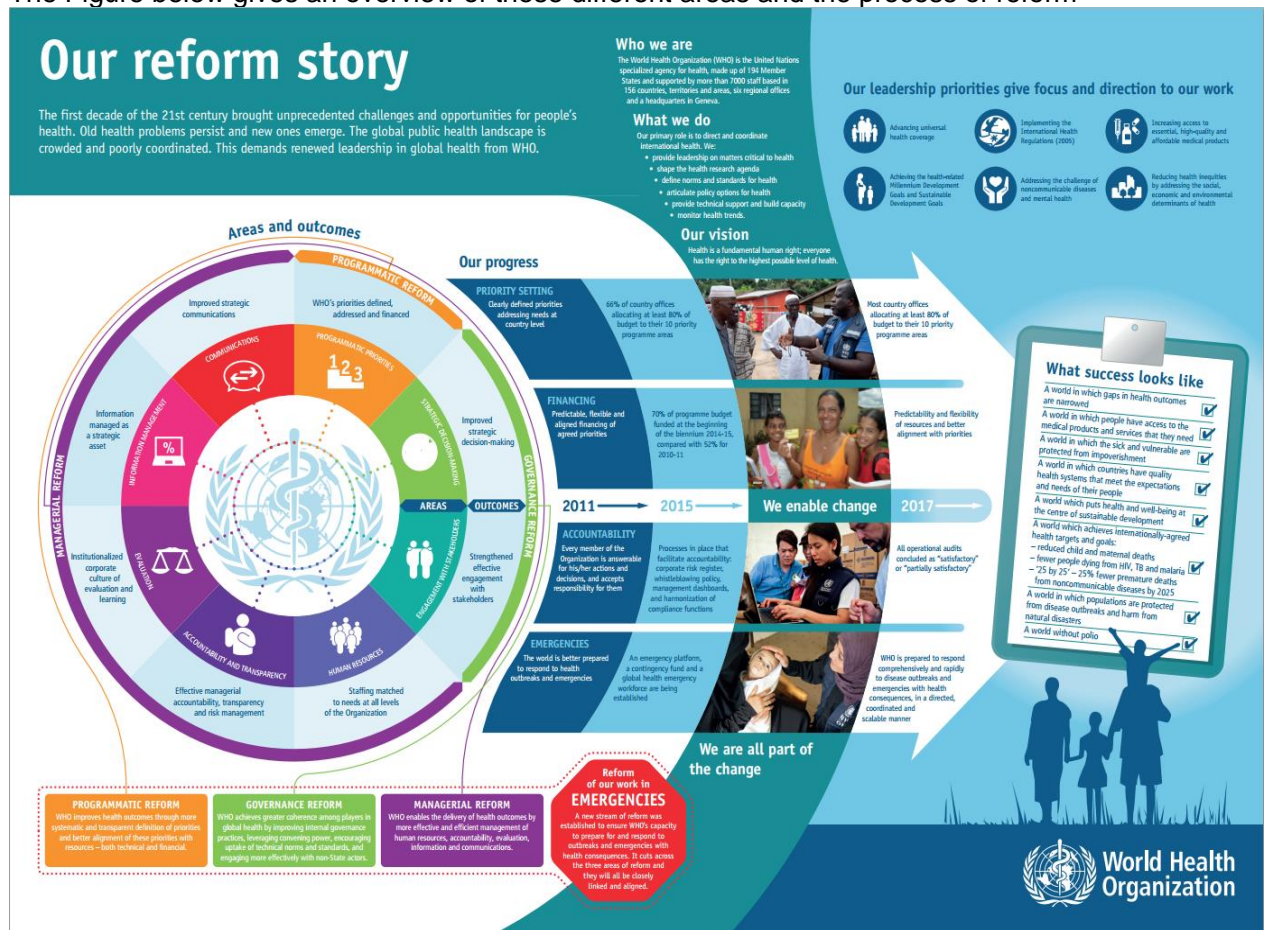 The Figure below gives an overview of these different areas and the process of reform
Our reform story
The first decade of the 21st century brought unprecedented challenges and opportunities for people's
health. Old health problems persist and new ones emerge. The global public health landscape is
crowded and poorly coordinated. This demands renewed leadership in global health from WHO.
Who we are
The World Health Organization (WHO) is the United Nations
specialized agency for health, made up of 194 Member
States and supported by more than 7000 staff based in
156 countries, territories and areas, six regional offices
and a headquarters in Geneva.
What we do
Our primary role is to direct and coordinate
international health. We:
• provide leadership on matters critical to health
• shape the health research agenda
• define norms and standards for health
• articulate policy options for health
• provide technical support and build capacity
• monitor health trends.
Our vision
Health is a fundamental human right; everyone
has the right to the highest possible level of health.
Our leadership priorities give focus and direction to our work
Advancing universal
health coverage
Implementing the
International Health
Regulations (2005)
Increasing access to
essential, high-quality and
affordable medical products
Achieving the health-related
Millennium Development
Goals and Sustainable
Development Goals
Addressing the challenge of
noncommunicable diseases
and mental health
Reducing health inequities
by addressing the social,
economic and environmental
determinants of health
Areas and outcomes
PROGRAMMATIC REFORM
GOVERNANCE REFORM
MANAGERIAL REFORM
Improved strategic
communications
WHO's priorities defined,
addressed and financed
Improved
strategic
decision-making
Strengthened
effective
engagement
with
stakeholders
Staffing matched
to needs at all levels
of the Organization
Effective managerial
accountability, transparency
and risk management
Institutionalized
corporate
culture of
evaluation and
learning
Information
managed as
a strategic
asset
COMMUNICATIONS
PROGRAMMATIC PRIORITIES
1 2 3
STRATEGIC DECISION-MAKING
ENGAGEMENT WITH STAKEHOLDERS
HUMAN RESOURCES
ACCOUNTABILITY AND TRANSPARENCY
EVALUATION
INFORMATION MANAGEMENT
%
AREAS
OUTCOMES
Our progress
PRIORITY SETTING
Clearly defined priorities
addressing needs at
country level
66% of country offices
allocating at least 80% of
budget to their 10 priority
programme areas
Most country offices
allocating at least 80% of
budget to their 10 priority
programme areas
FINANCING
Predictable, flexible and
aligned financing of
agreed priorities
70% of programme budget
funded at the beginning
of the biennium 2014-15,
compared with 52% for
2010-11
Predictability and flexibility
of resources and better
alignment with priorities
2011
2015
We enable change
2017
ACCOUNTABILITY
Every member of the
Organization is answerable
for his/her actions and
decisions, and accepts
responsibility for them
Processes in place that
facilitate accountability:
corporate risk register,
whistleblowing policy,
management dashboards,
and harmonization of
compliance functions
All operational audits
concluded as "satisfactory"
or "partially satisfactory"
EMERGENCIES
The world is better prepared
to respond to health
outbreaks and emergencies
An emergency platform,
a contingency fund and a
global health emergency
workforce are being
established
WHO is prepared to respond
comprehensively and rapidly
to disease outbreaks and
emergencies with health
consequences, in a directed,
coordinated and
scalable manner
We are all part of
the change
What success looks like
A world in which gaps in health outcomes
are narrowed
A world in which people have access to the
medical products and services that they need
A world in which the sick and vulnerable are
protected from impoverishment
A world in which countries have quality
health systems that meet the expectations
and needs of their people
A world which puts health and well-being at
the centre of sustainable development
A world which achieves internationally-agreed
health targets and goals:
– reduced child and maternal deaths
– fewer people dying from HIV, TB and malaria
– '25 by 25' – 25% fewer premature deaths
from noncommunicable diseases by 2025
A world in which populations are protected
from disease outbreaks and harm from
natural disasters
A world without polio
PROGRAMMATIC REFORM
WHO improves health outcomes through more
systematic and transparent definition of priorities
and better alignment of these priorities with
resources – both technical and financial.
GOVERNANCE REFORM
WHO achieves greater coherence among players in
global health by improving internal governance
practices, leveraging convening power, encouraging
uptake of technical norms and standards, and
engaging more effectively with non-State actors.
MANAGERIAL REFORM
WHO enables the delivery of health outcomes by
more effective and efficient management of
human resources, accountability, evaluation,
information and communications.
Reform
of our work in
EMERGENCIES
A new stream of reform was
established to ensure WHO's capacity
to prepare for and respond to
outbreaks and emergencies with
health consequences. It cuts across
the three areas of reform and
they will all be closely
linked and aligned.
World Health
Organization